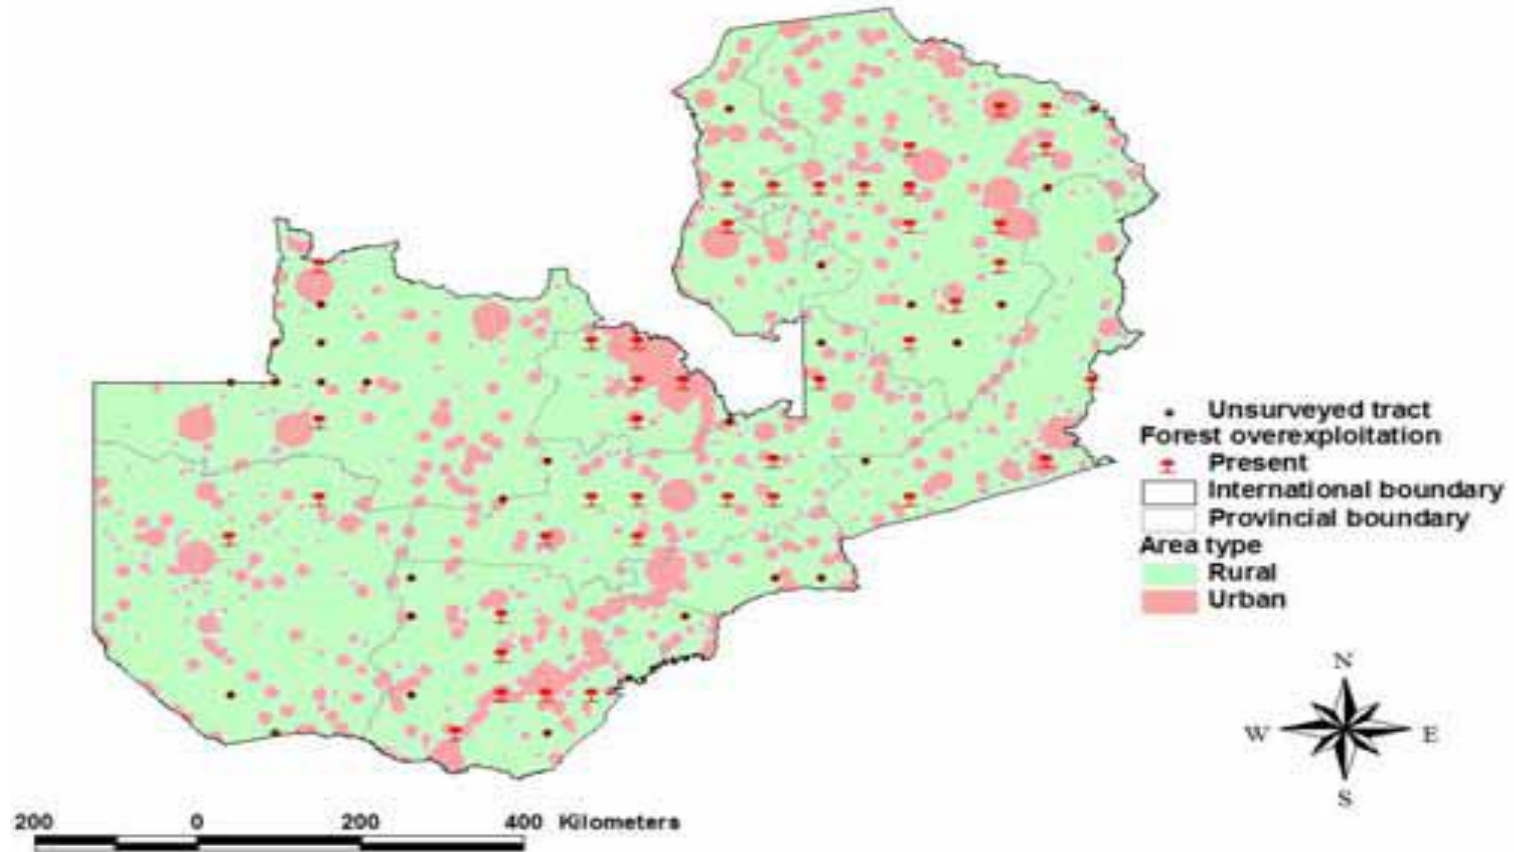 Unsurveyed tract
Forest overexploitation
Present
International boundary
Provincial boundary
Area type
Rural
Urban
N
W E
S
200 0 200 400 Kilometers